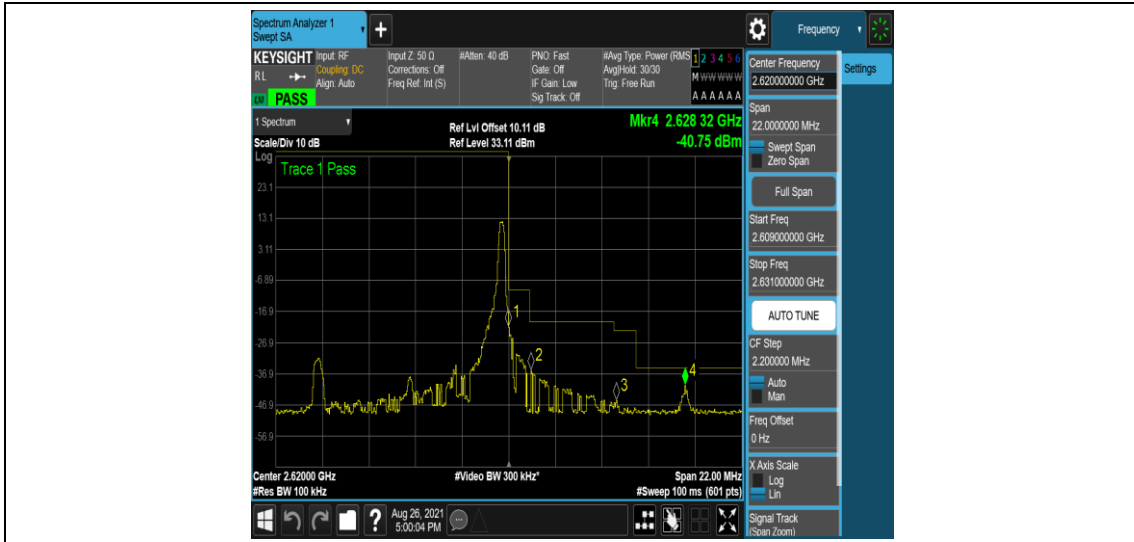 Spectrum Analyzer 1
Swept SA
+
Frequency
KEYSIGHT
RL
PASS
Input: RF
Coupling: DC
Align: Auto
Input Z: 50 Ω
Corrections: Off
Freq Ref: Int (S)
#Atten: 40 dB
PNO: Fast
Gate: Off
IF Gain: Low
Sig Track: Off
#Avg Type: Power (RMS
Avg|Hold: 30/30
Trig: Free Run
1 2 3 4 5 6
M W W W W W
A A A A A A
1 Spectrum
Scale/Div 10 dB
Ref Lvl Offset 10.11 dB
Ref Level 33.11 dBm
Mkr4 2.628 32 GHz
-40.75 dBm
Log
Trace 1 Pass
23.1
13.1
3.11
-6.89
-16.9
-26.9
-36.9
-46.9
-56.9
1
2
3
4
Center 2.62000 GHz
#Res BW 100 kHz
#Video BW 300 kHz*
Span 22.00 MHz
#Sweep 100 ms (601 pts)
?
Aug 26, 2021
5:00:04 PM
Center Frequency
2.620000000 GHz
Settings
Span
22.0000000 MHz
Swept Span
Zero Span
Full Span
Start Freq
2.609000000 GHz
Stop Freq
2.631000000 GHz
AUTO TUNE
CF Step
2.200000 MHz
Auto
Man
Freq Offset
0 Hz
X Axis Scale
Log
Lin
Signal Track
(Span Zoom)